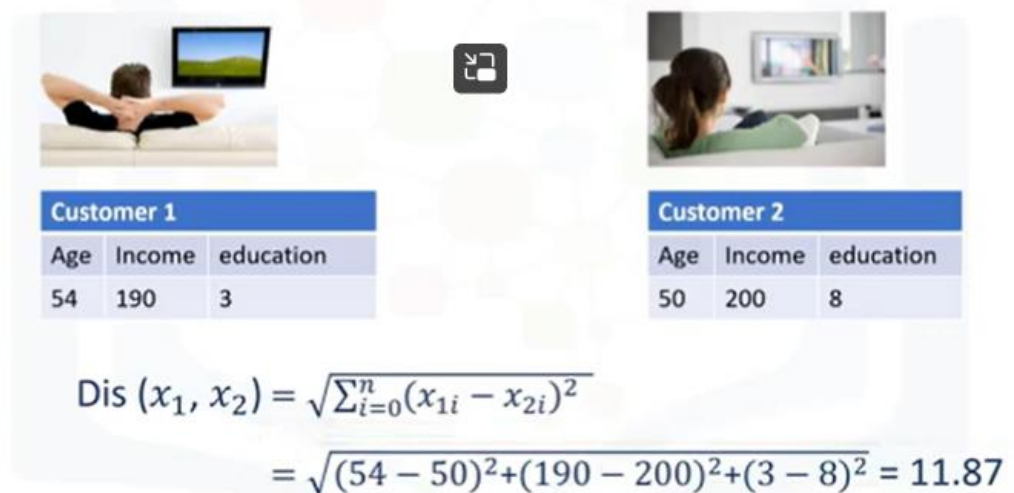 Customer 1
Age Income education
54 190 3
Customer 2
Age Income education
50 200 8
Dis (x₁, x₂) = √∑ⁿᵢ₌₀(x₁ᵢ − x₂ᵢ)²
= √(54 − 50)²+(190 − 200)²+(3 − 8)² = 11.87